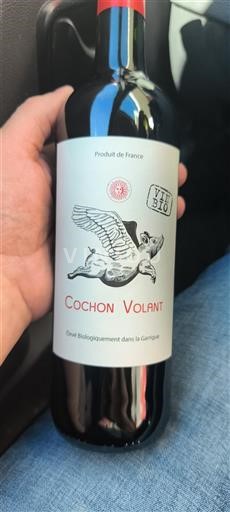 Produit de France
VIN
BIO
COCHON VOLANT
Élevé Biologiquement dans la Garrigue